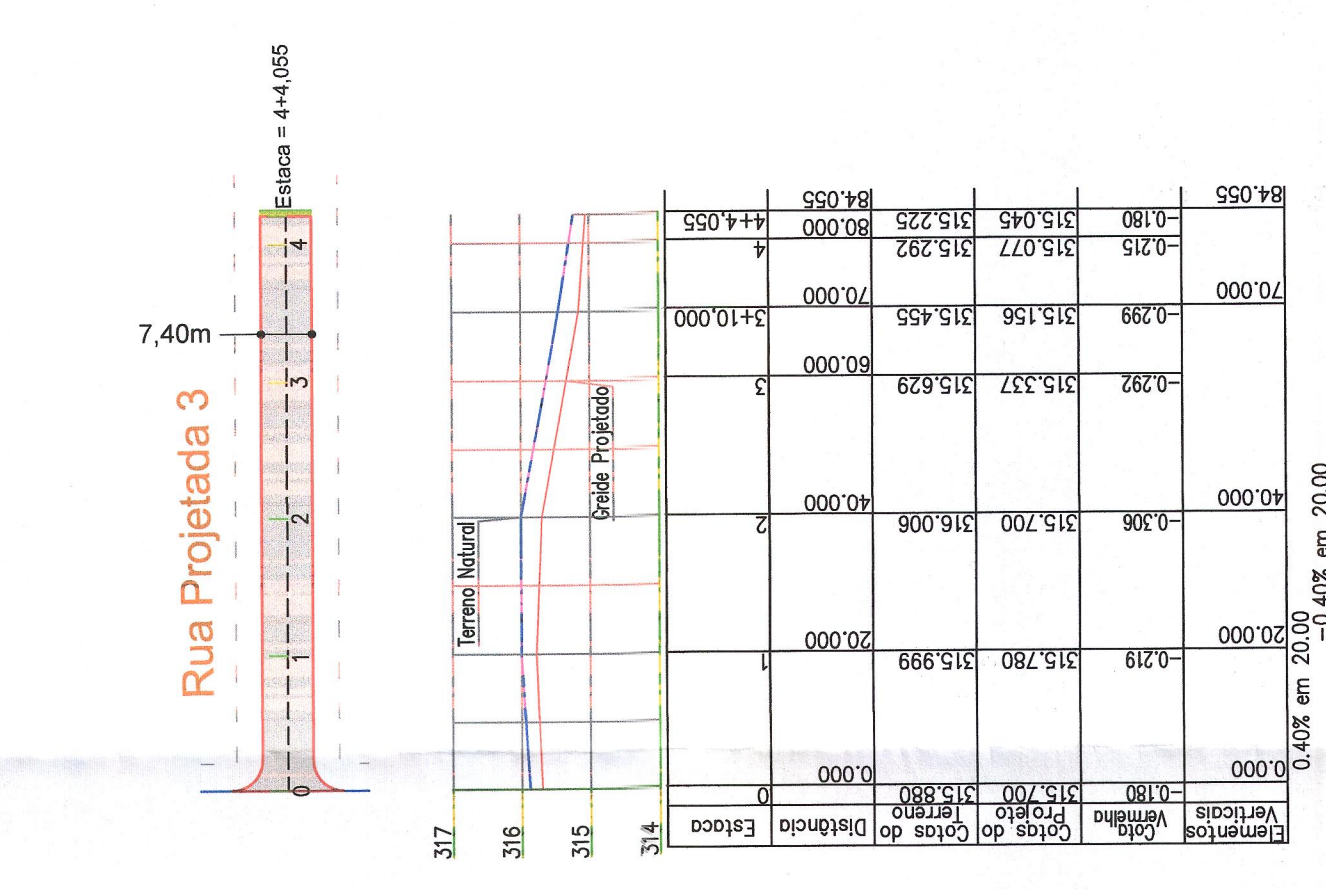 Rua Projetada 3
Estaca = 4+4,055
7,40m
0
1
2
3
4
317
316
315
314
Terreno Natural
Greide Projetado
Estaca
0
1
2
3
3+10,000
4
4+4,055
Distância
0.000
20.000
40.000
60.000
70.000
80.000
84.055
Cotas do
Terreno
315.880
315.999
316.006
315.629
315.455
315.292
315.225
Cotas do
Projeto
315.700
315.780
315.700
315.337
315.156
315.077
315.045
Cota
Vermelha
-0.180
-0.219
-0.306
-0.292
-0.299
-0.215
-0.180
Elementos
Verticais
0.000
20.000
40.000
70.000
84.055
0.40% em 20.00
-0.40% em 20.00